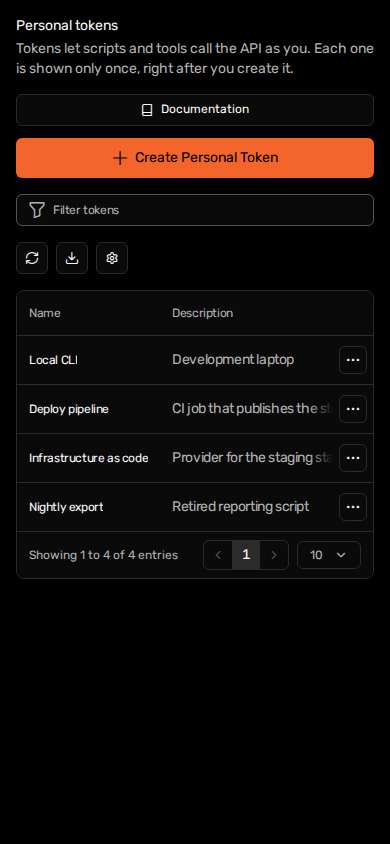 Personal tokens
Tokens let scripts and tools call the API as you. Each one
is shown only once, right after you create it.
Documentation
Create Personal Token
Filter tokens
Name Description
Local CLI Development laptop
Deploy pipeline CI job that publishes the
Infrastructure as code Provider for the staging
Nightly export Retired reporting script
Showing 1 to 4 of 4 entries 1 10